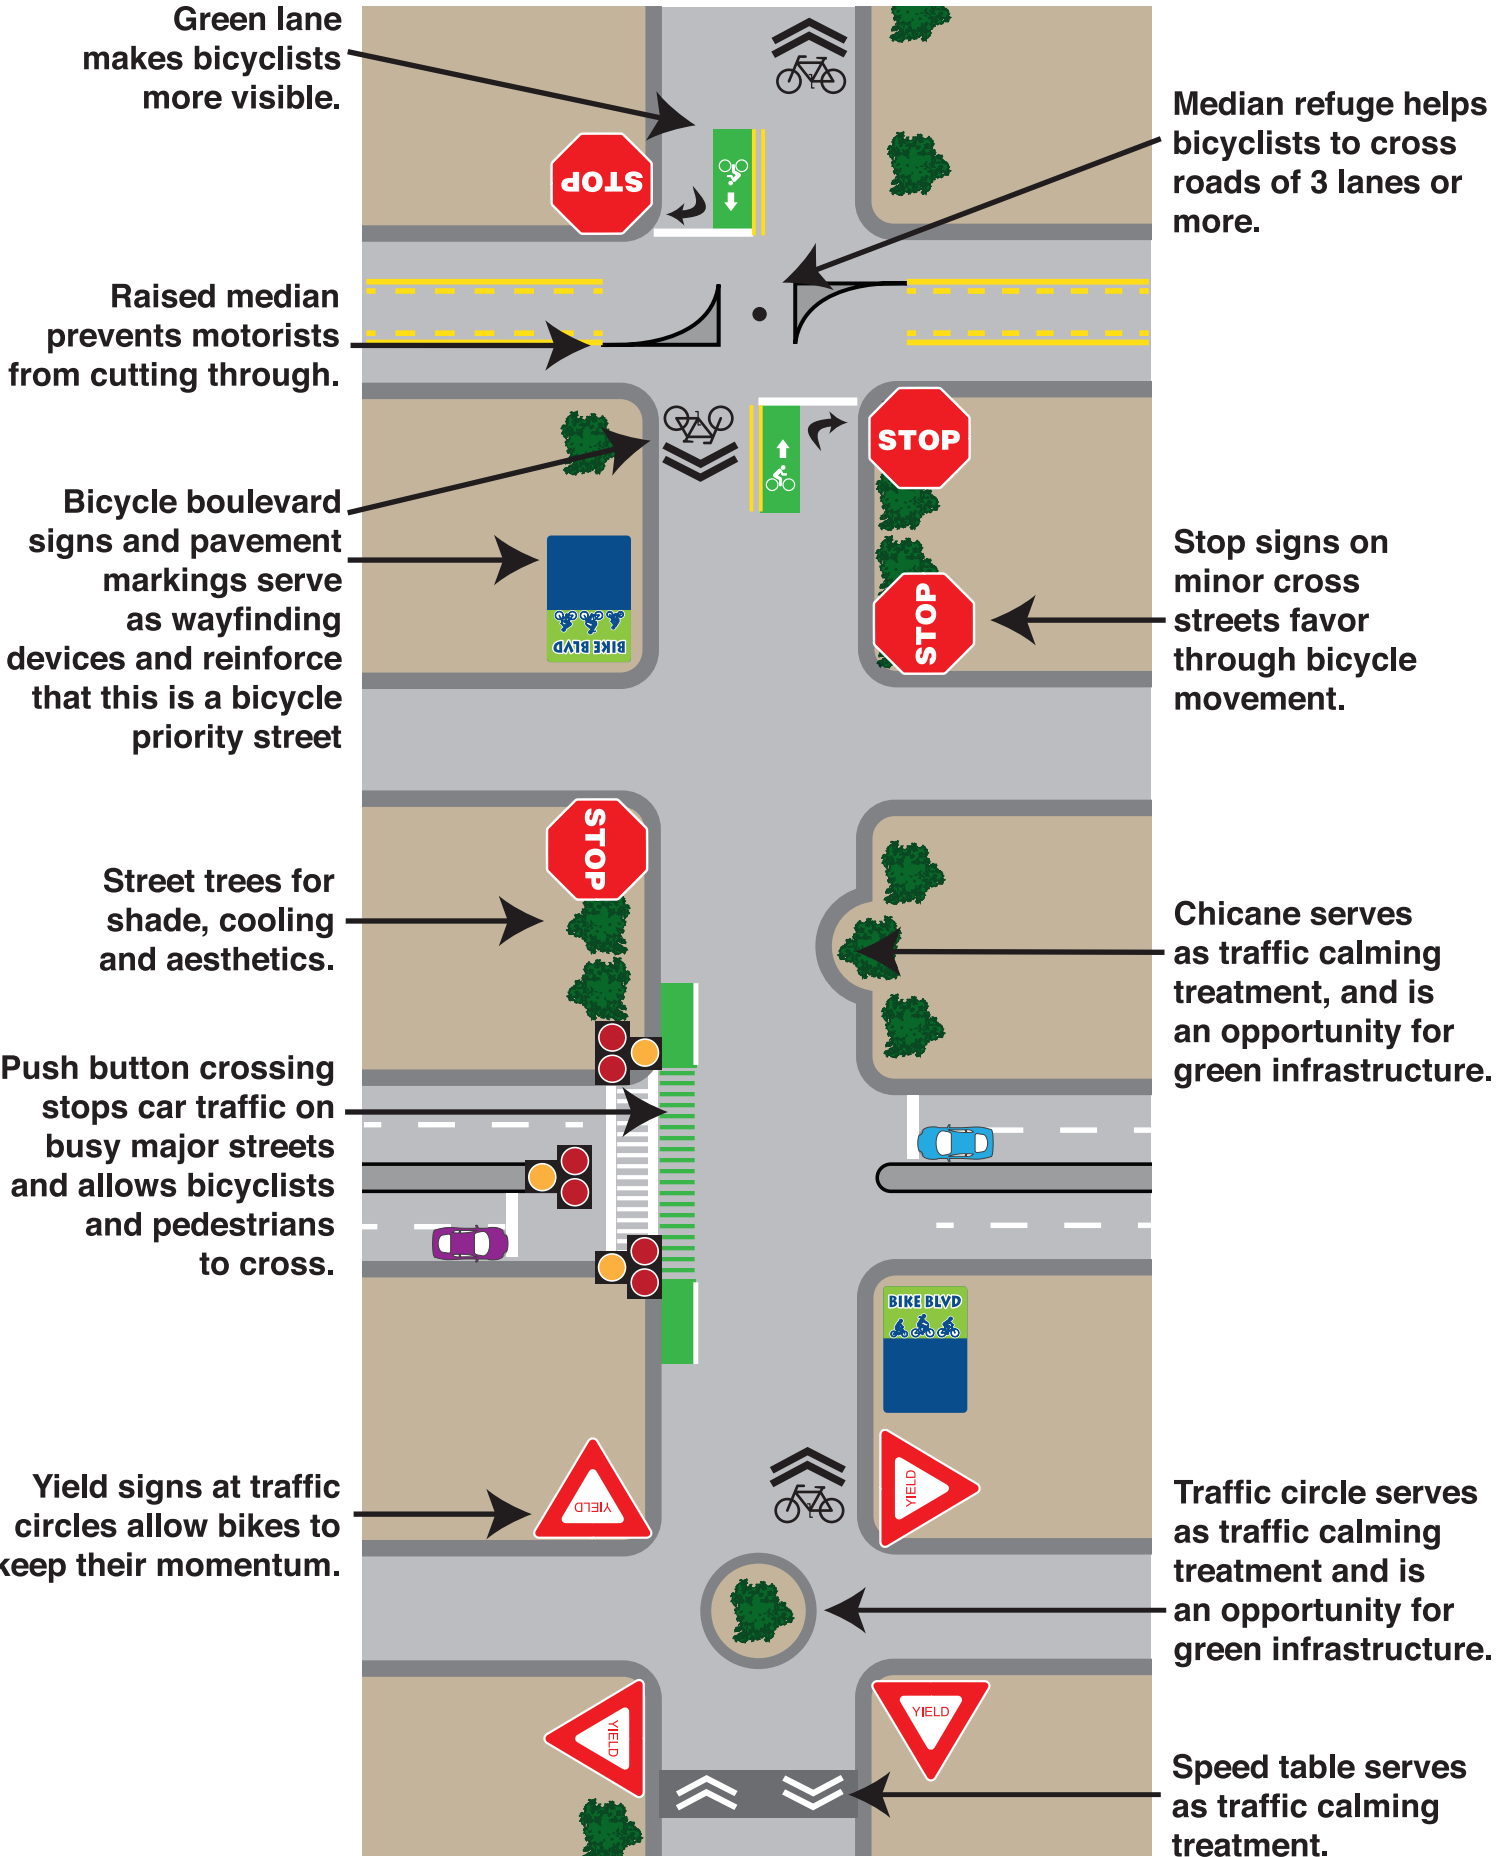 Green lane
makes bicyclists
more visible.
Median refuge helps
bicyclists to cross
roads of 3 lanes or
more.
STOP
Raised median
prevents motorists
from cutting through.
STOP
Bicycle boulevard
signs and pavement
markings serve
as wayfinding
devices and reinforce
that this is a bicycle
priority street
BIKE BLVD
STOP
Stop signs on
minor cross
streets favor
through bicycle
movement.
STOP
Street trees for
shade, cooling
and aesthetics.
Chicane serves
as traffic calming
treatment, and is
an opportunity for
green infrastructure.
Push button crossing
stops car traffic on
busy major streets
and allows bicyclists
and pedestrians
to cross.
BIKE BLVD
Yield signs at traffic
circles allow bikes to
keep their momentum.
YIELD
YIELD
Traffic circle serves
as traffic calming
treatment and is
an opportunity for
green infrastructure.
YIELD
YIELD
Speed table serves
as traffic calming
treatment.